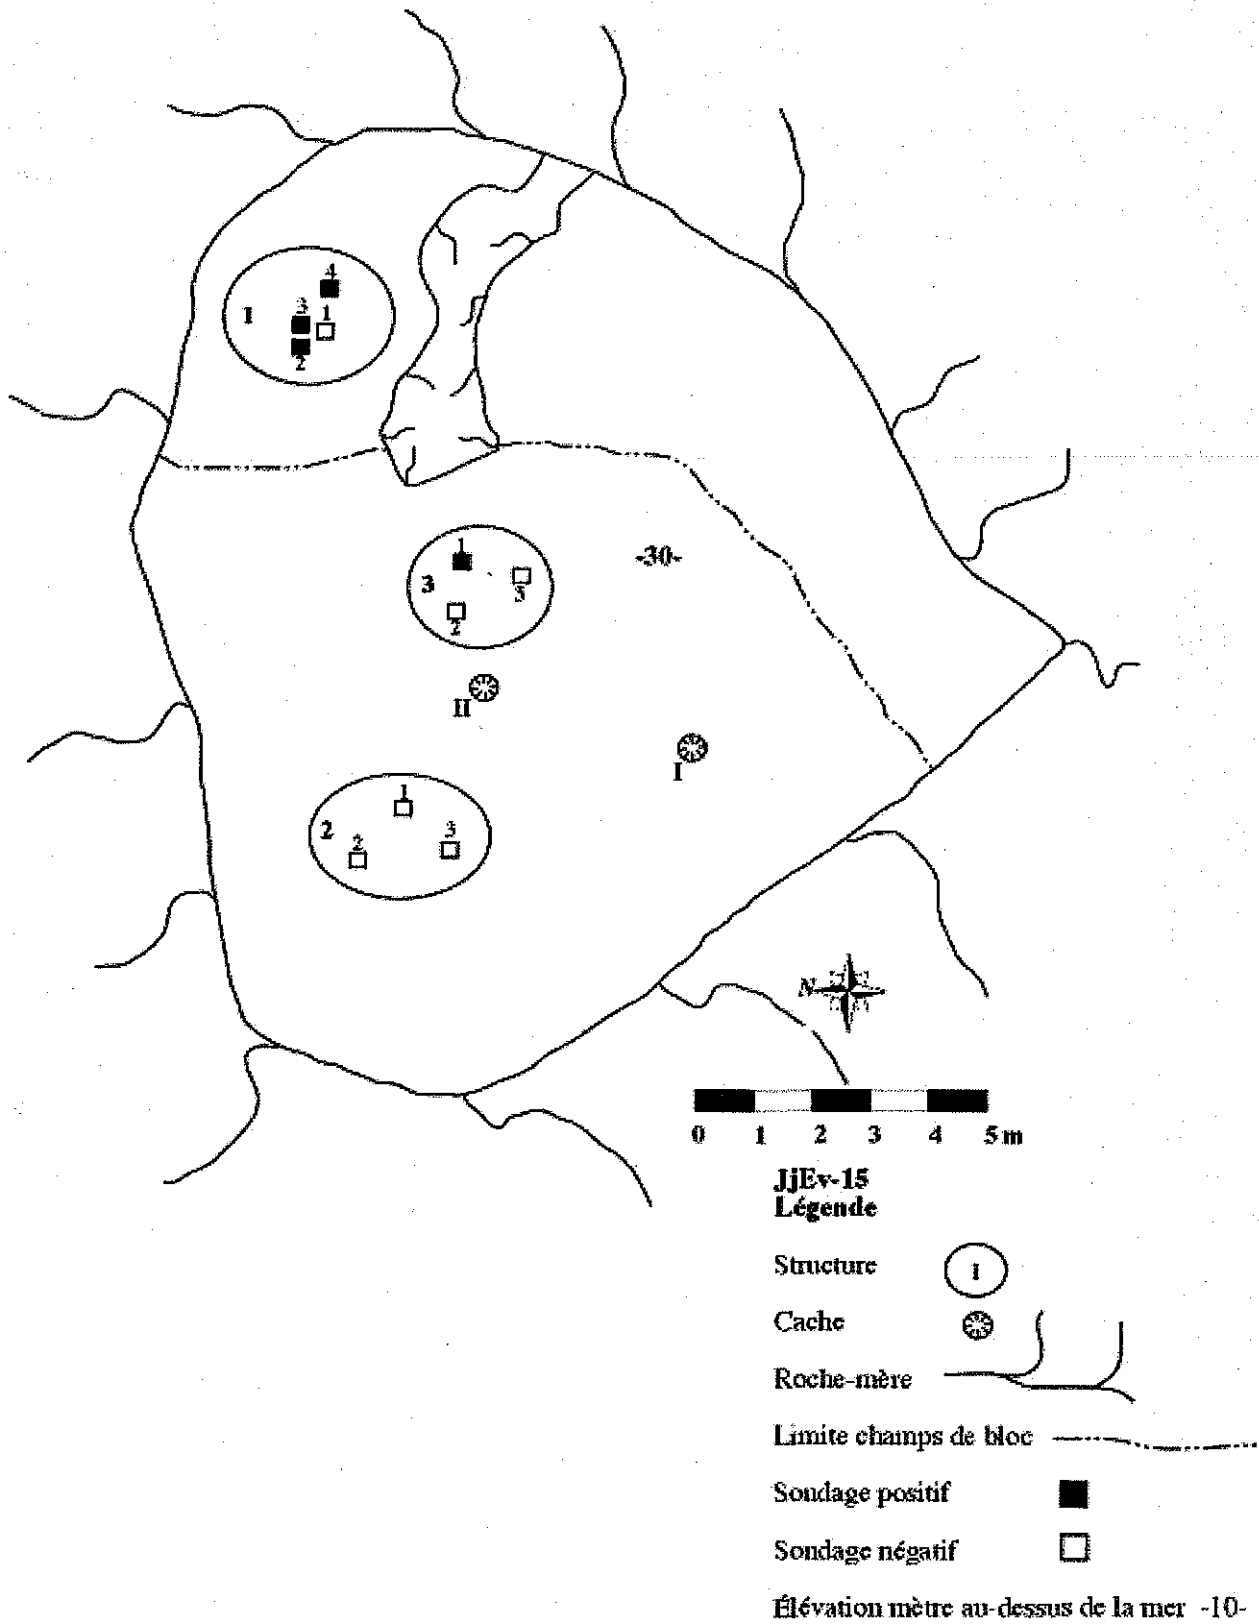 4
3 1
1
2
1
3
3
2
-30-
II
I
1
2 2 3
N
0 1 2 3 4 5 m
JjEv-15
Légende
Structure 1
Cache
Roche-mère
Limite champs de bloc
Sondage positif
Sondage négatif
Élévation mètre au-dessus de la mer -10-